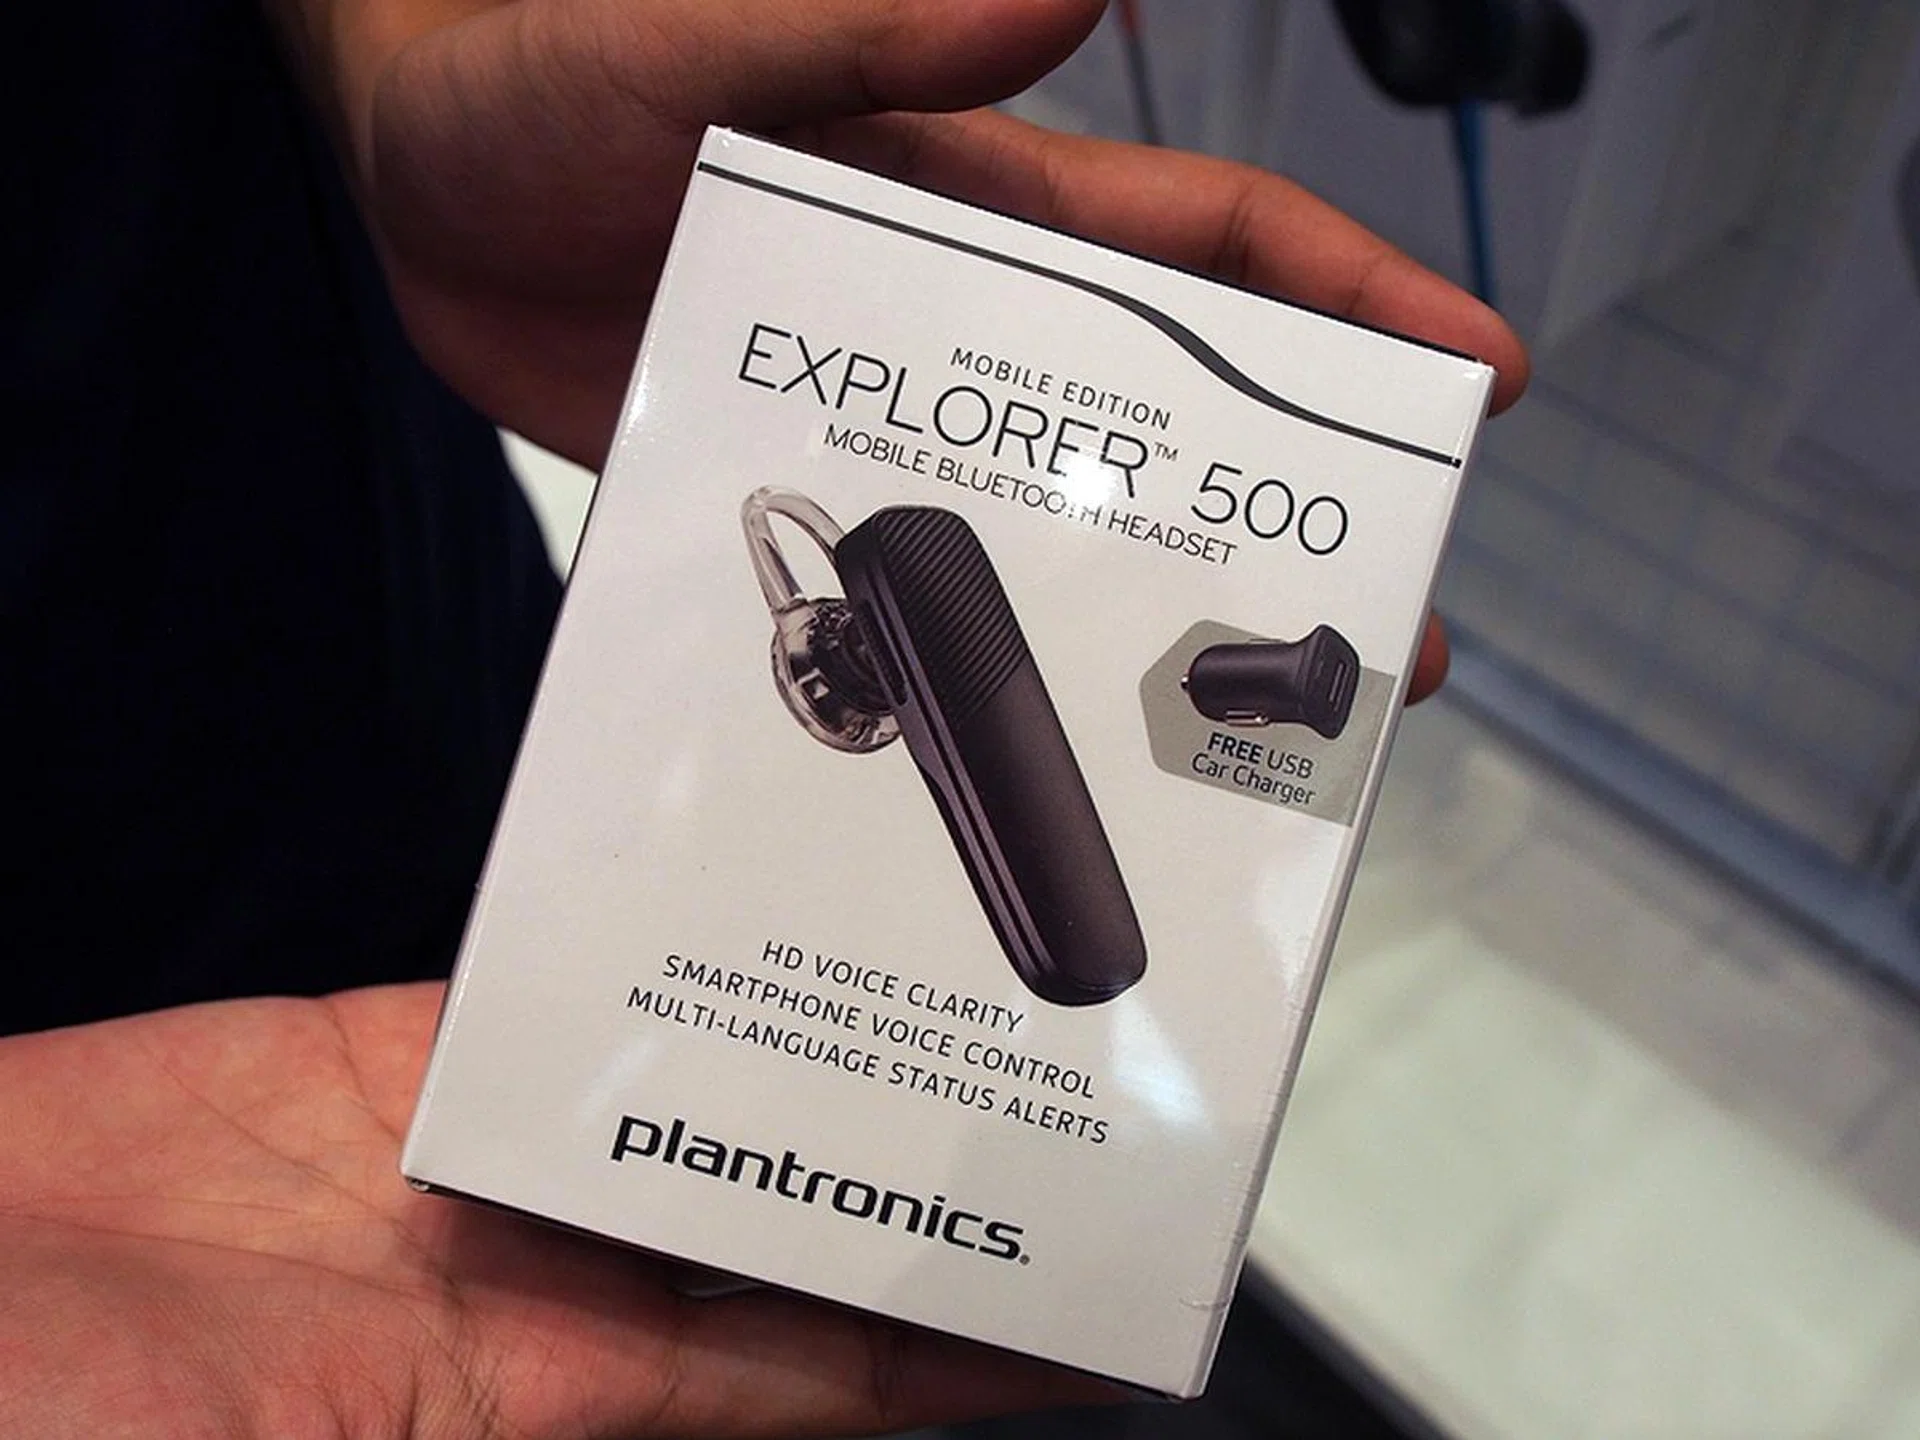 MOBILE EDITION
EXPLORER™ 500
MOBILE BLUETOOTH HEADSET
FREE USB
Car Charger
HD VOICE CLARITY
SMARTPHONE VOICE CONTROL
MULTI-LANGUAGE STATUS ALERTS
plantronics®